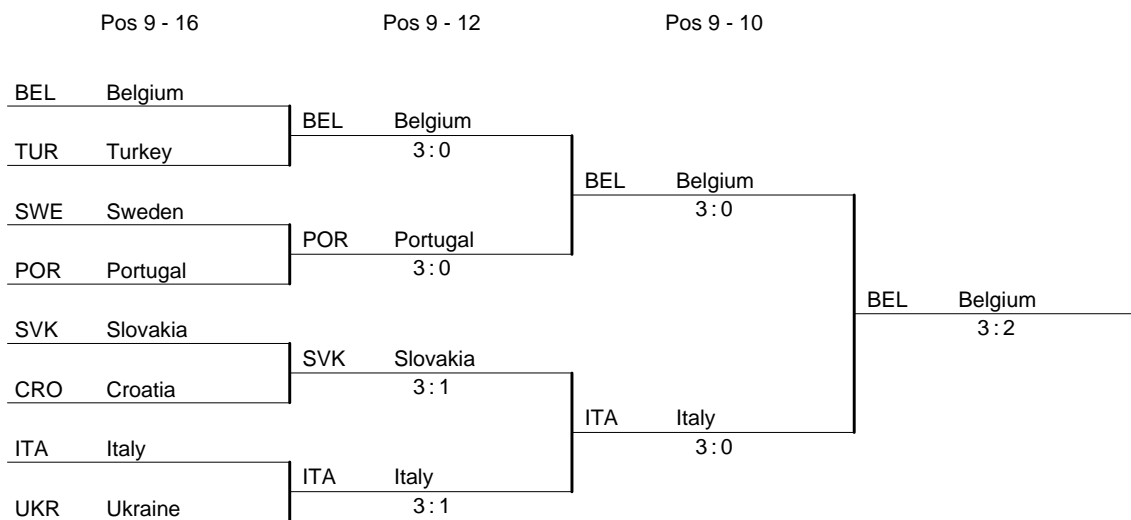 Pos 9 - 16 Pos 9 - 12 Pos 9 - 10
BEL Belgium
BEL Belgium
3 : 0
TUR Turkey
BEL Belgium
3 : 0
SWE Sweden
POR Portugal
3 : 0
POR Portugal
BEL Belgium
3 : 2
SVK Slovakia
SVK Slovakia
3 : 1
CRO Croatia
ITA Italy
3 : 0
ITA Italy
ITA Italy
3 : 1
UKR Ukraine